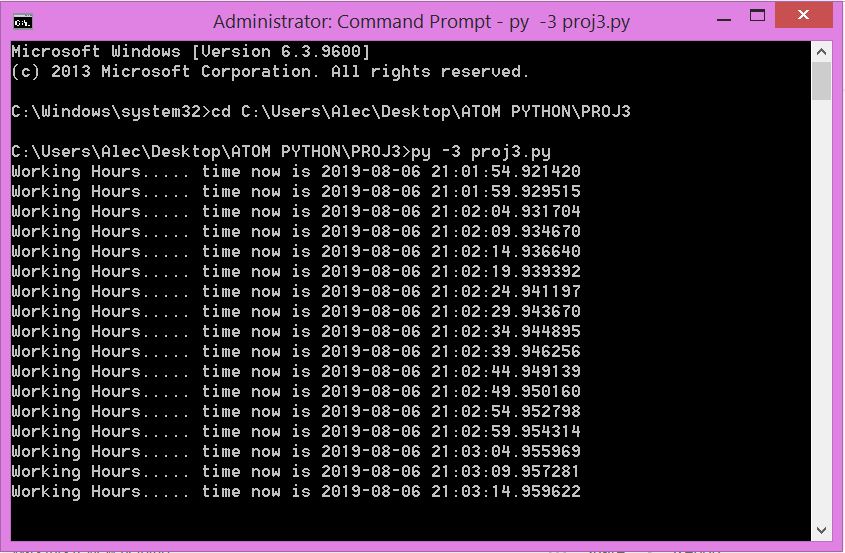 Administrator: Command Prompt - py  -3 proj3.py
Microsoft Windows [Version 6.3.9600]
(c) 2013 Microsoft Corporation. All rights reserved.
C:\Windows\system32>cd C:\Users\Alec\Desktop\ATOM PYTHON\PROJ3
C:\Users\Alec\Desktop\ATOM PYTHON\PROJ3>py -3 proj3.py
Working Hours..... time now is 2019-08-06 21:01:54.921420
Working Hours..... time now is 2019-08-06 21:01:59.929515
Working Hours..... time now is 2019-08-06 21:02:04.931704
Working Hours..... time now is 2019-08-06 21:02:09.934670
Working Hours..... time now is 2019-08-06 21:02:14.936640
Working Hours..... time now is 2019-08-06 21:02:19.939392
Working Hours..... time now is 2019-08-06 21:02:24.941197
Working Hours..... time now is 2019-08-06 21:02:29.943670
Working Hours..... time now is 2019-08-06 21:02:34.944895
Working Hours..... time now is 2019-08-06 21:02:39.946256
Working Hours..... time now is 2019-08-06 21:02:44.949139
Working Hours..... time now is 2019-08-06 21:02:49.950160
Working Hours..... time now is 2019-08-06 21:02:54.952798
Working Hours..... time now is 2019-08-06 21:02:59.954314
Working Hours..... time now is 2019-08-06 21:03:04.955969
Working Hours..... time now is 2019-08-06 21:03:09.957281
Working Hours..... time now is 2019-08-06 21:03:14.959622